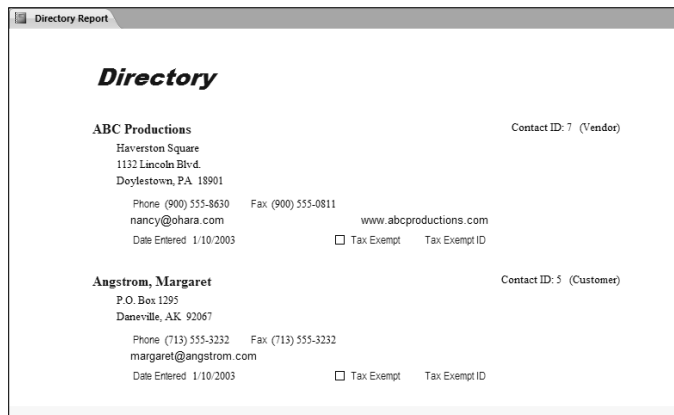 Directory Report
Directory
ABC Productions Contact ID: 7 (Vendor)
Haverston Square
1132 Lincoln Blvd.
Doylestown, PA 18901
Phone (900) 555-8630 Fax (900) 555-0811
nancy@ohara.com www.abcproductions.com
Date Entered 1/10/2003 Tax Exempt Tax Exempt ID
Angstrom, Margaret Contact ID: 5 (Customer)
P.O. Box 1295
Daneville, AK 92067
Phone (713) 555-3232 Fax (713) 555-3232
margaret@angstrom.com
Date Entered 1/10/2003 Tax Exempt Tax Exempt ID